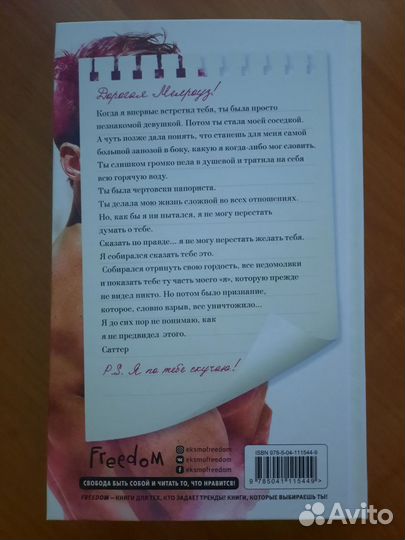 Дорогая Мелроуз!
Когда я впервые встретил тебя, ты была просто
незнакомой девушкой. Потом ты стала моей соседкой.
А чуть позже дала понять, что станешь для меня самой
большой занозой в боку, какую я когда-либо мог словить.
Ты слишком громко пела в душевой и тратила на себя
всю горячую воду.
Ты была чертовски напориста.
Ты делала мою жизнь сложной во всех отношениях.
Но, как бы я ни пытался, я не могу перестать
думать о тебе.
Сказать по правде... я не могу перестать желать тебя.
Я собирался сказать тебе это.
Собирался отринуть свою гордость, все недомолвки
и показать тебе ту часть моего «я», которую прежде
не видел никто. Но потом было признание,
которое, словно взрыв, все уничтожило...
Я до сих пор не понимаю, как
я не предвидел этого.
Саттер
P.S. Я по тебе скучаю!
Freedom
eksmofreedom
eksmofreedom
eksmofreedom
ISBN 978-5-04-111544-9
9 785041 115449 >
СВОБОДА БЫТЬ СОБОЙ И ЧИТАТЬ ТО, ЧТО НРАВИТСЯ!
FREEDOM — КНИГИ ДЛЯ ТЕХ, КТО ЗАДАЕТ ТРЕНДЫ! КНИГИ, КОТОРЫЕ ВЫБИРАЕШЬ ТЫ!
Avito